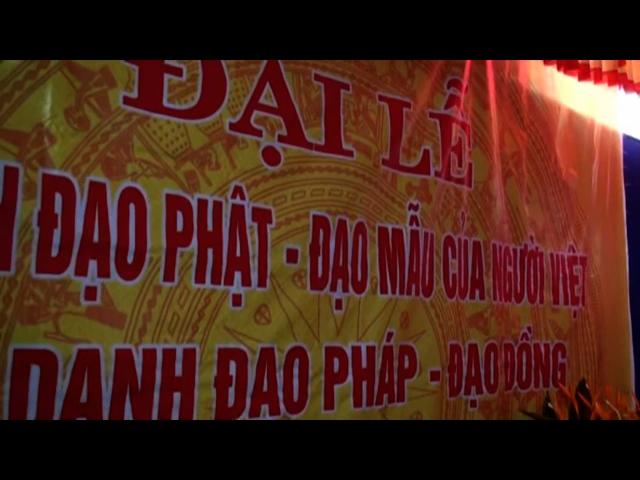 ĐẠI LỄ
ĐẠO PHẬT - ĐẠO MẪU CỦA NGƯỜI VIỆT
DANH ĐẠO PHÁP - ĐẠO ĐỒNG